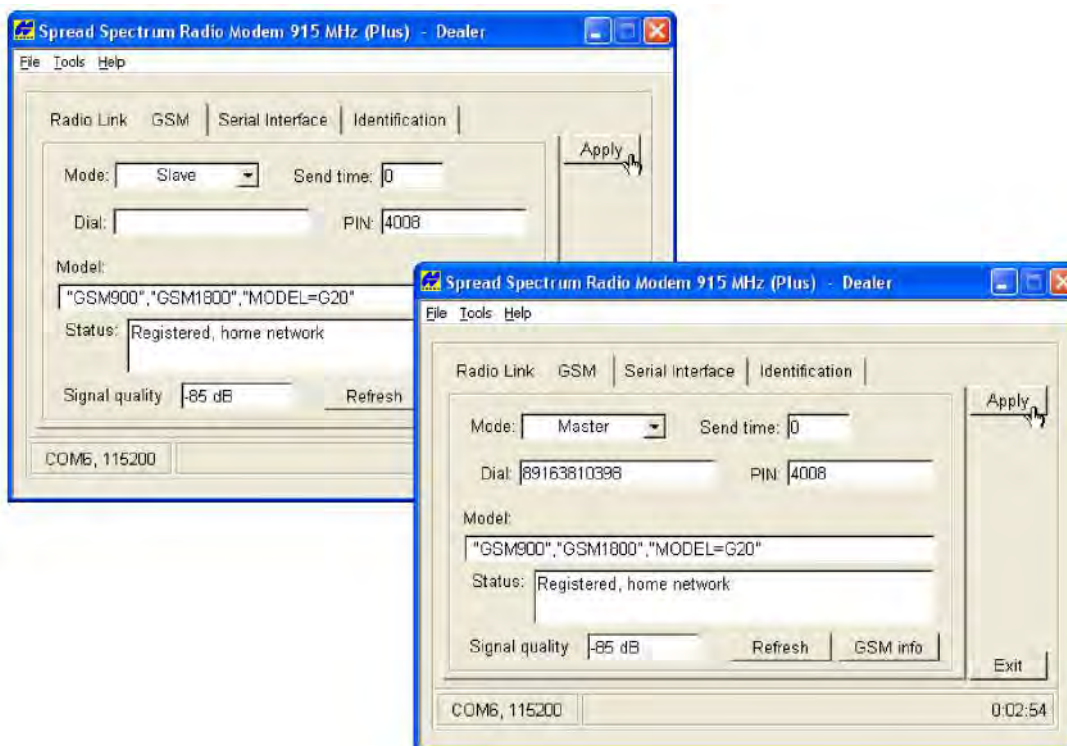 Spread Spectrum Radio Modem 915 MHz (Plus) - Dealer
File Tools Help
Radio Link GSM Serial Interface Identification
Apply
Mode: Slave Send time: 0
Dial: PIN: 4008
Model:
"GSM900","GSM1800","MODEL=G20"
Status: Registered, home network
Signal quality -85 dB Refresh
COM6, 115200
Spread Spectrum Radio Modem 915 MHz (Plus) - Dealer
File Tools Help
Radio Link GSM Serial Interface Identification
Apply
Mode: Master Send time: 0
Dial: 89163810398 PIN: 4008
Model:
"GSM900","GSM1800","MODEL=G20"
Status: Registered, home network
Signal quality -85 dB Refresh GSM info
Exit
COM6, 115200 0:02:54